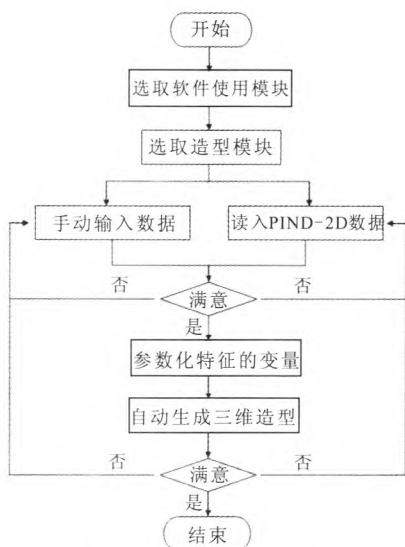 开始
选取软件使用模块
选取造型模块
手动输入数据
读入PIND-2D数据
否
满意
否
是
参数化特征的变量
自动生成三维造型
否
满意
否
是
结束